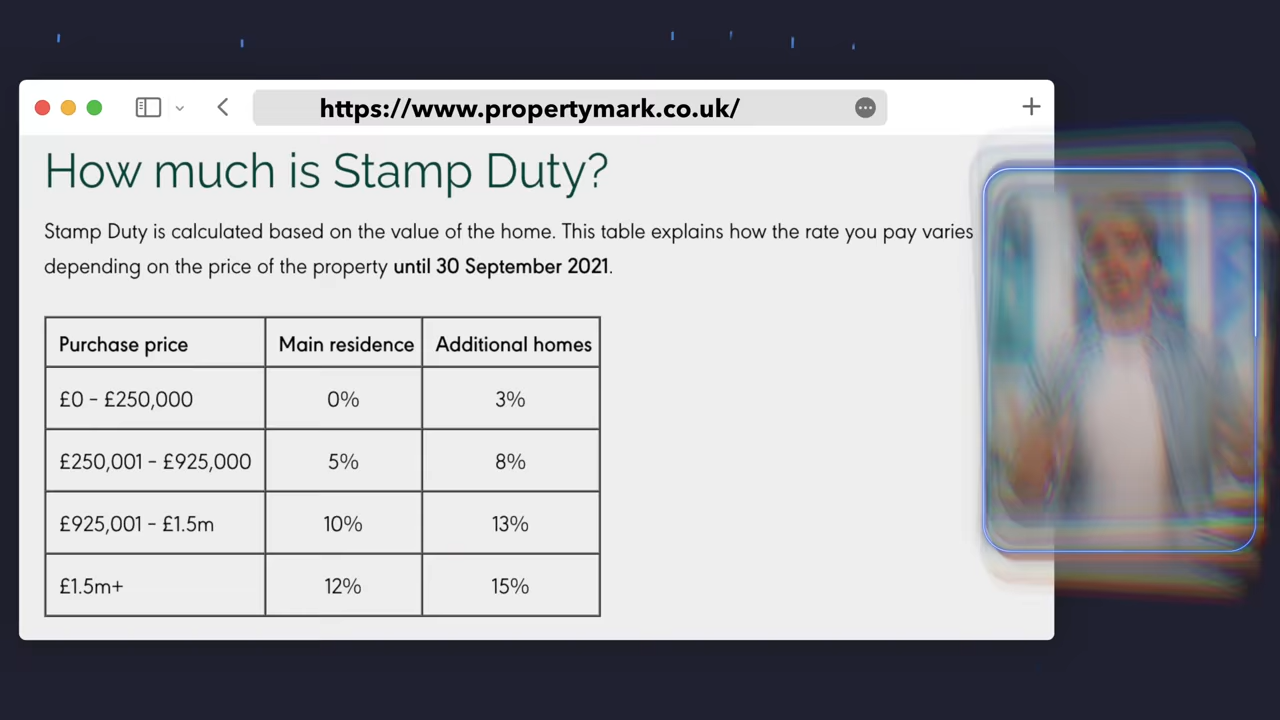 https://www.propertymark.co.uk/
How much is Stamp Duty?
Stamp Duty is calculated based on the value of the home. This table explains how the rate you pay varies
depending on the price of the property until 30 September 2021.
Purchase price Main residence Additional homes
£0 - £250,000 0% 3%
£250,001 - £925,000 5% 8%
£925,001 - £1.5m 10% 13%
£1.5m+ 12% 15%